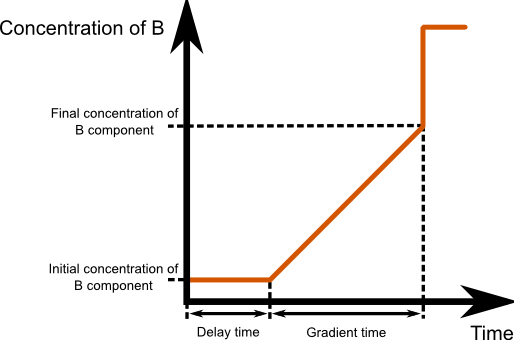 Concentration of B
Final concentration of
B component
Initial concentration of
B component
Delay time
Gradient time
Time